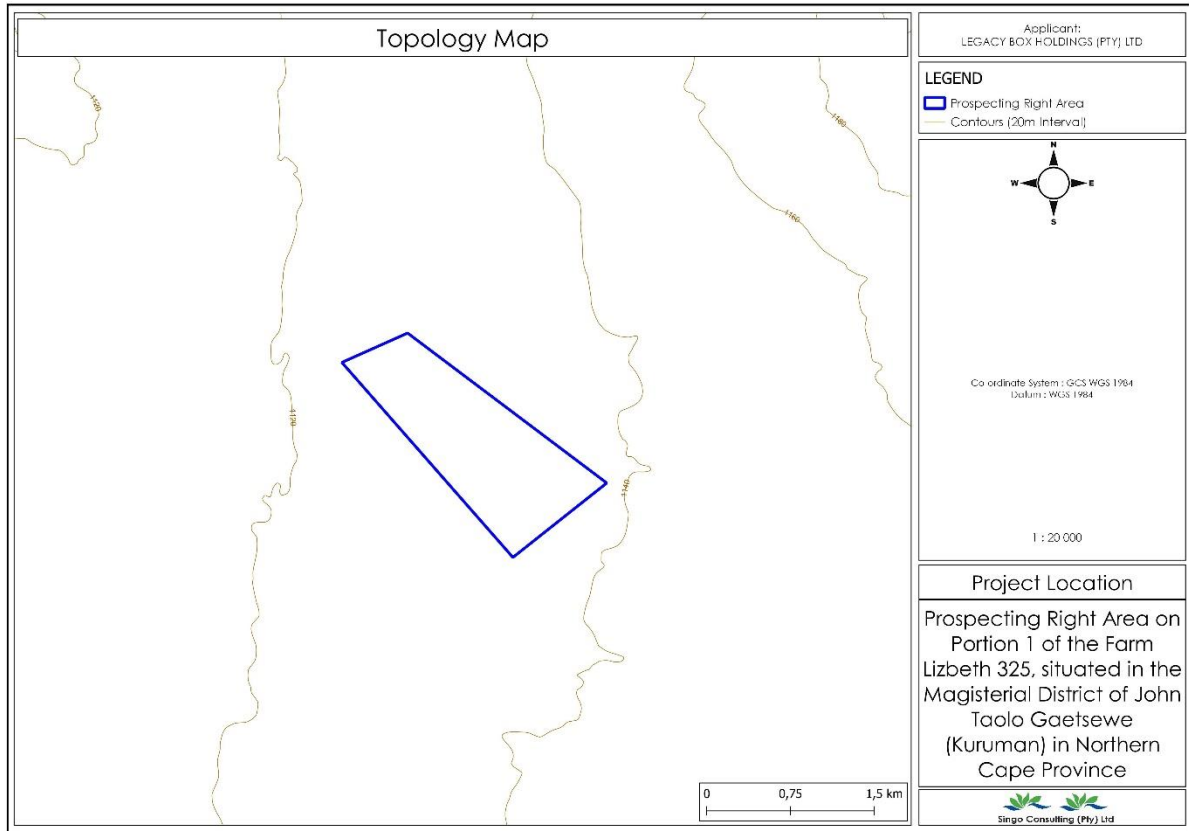 Topology Map
1120
1120
1140
1160
1180
0 0,75 1,5 km
Applicant:
LEGACY BOX HOLDINGS (PTY) LTD
LEGEND
Prospecting Right Area
Contours (20m Interval)
N
W E
S
Co ordinate System : GCS WGS 1984
Datum : WGS 1984
1 : 20 000
Project Location
Prospecting Right Area on
Portion 1 of the Farm
Lizbeth 325, situated in the
Magisterial District of John
Taolo Gaetsewe
(Kuruman) in Northern
Cape Province
Singo Consulting (Pty) Ltd